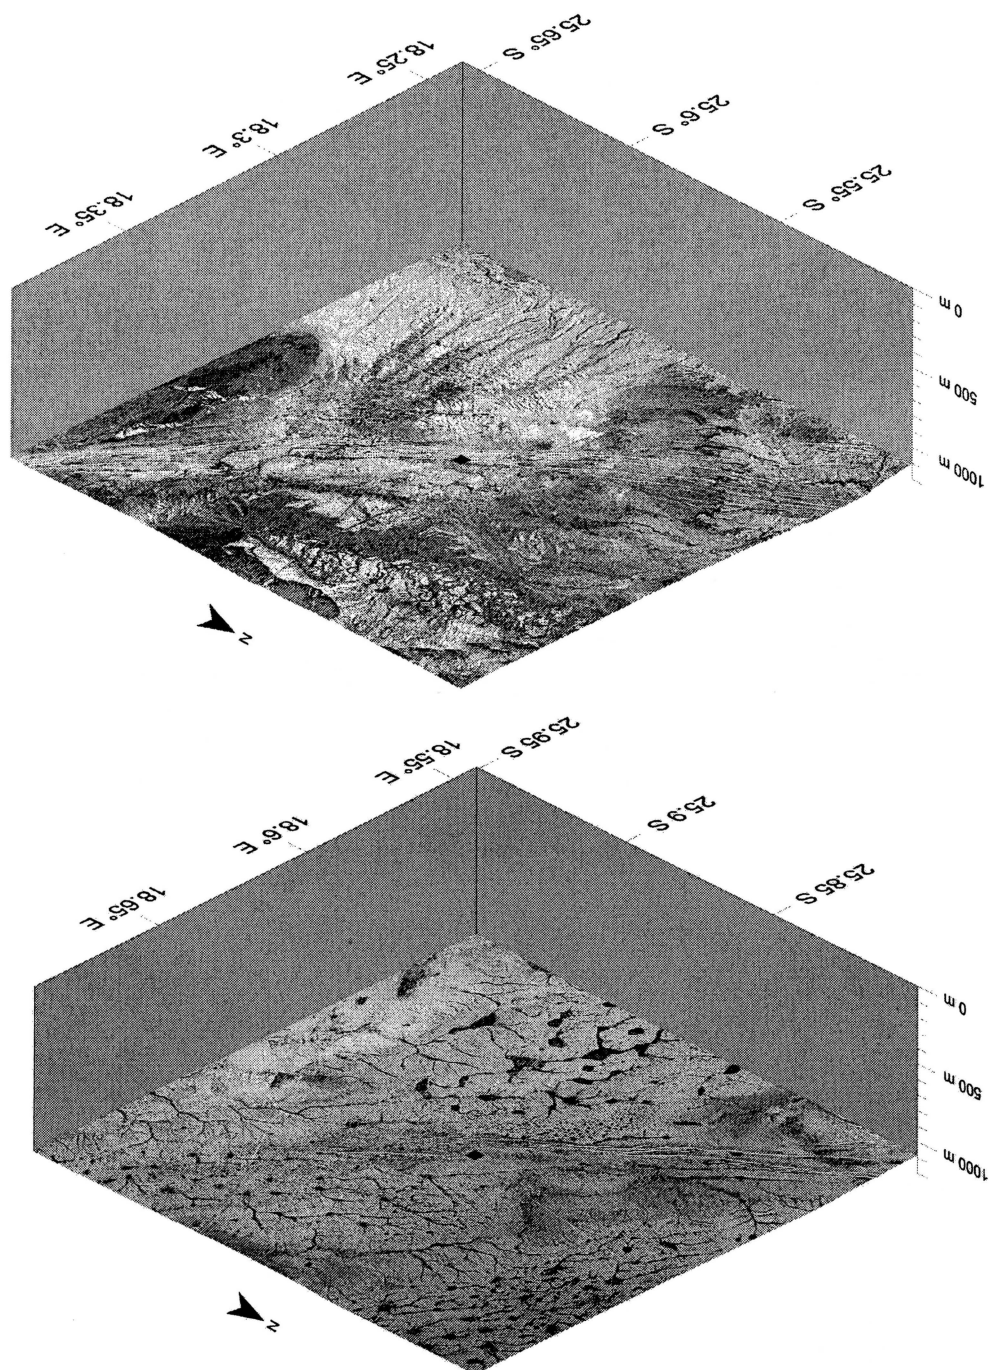 25.65° S
18.25° E
25.6° S
18.3° E
25.55° S
18.35° E
0 m
500 m
1000 m
N
25.95 S
18.55° E
25.9 S
18.6° E
25.85 S
18.65° E
0 m
500 m
1000 m
N